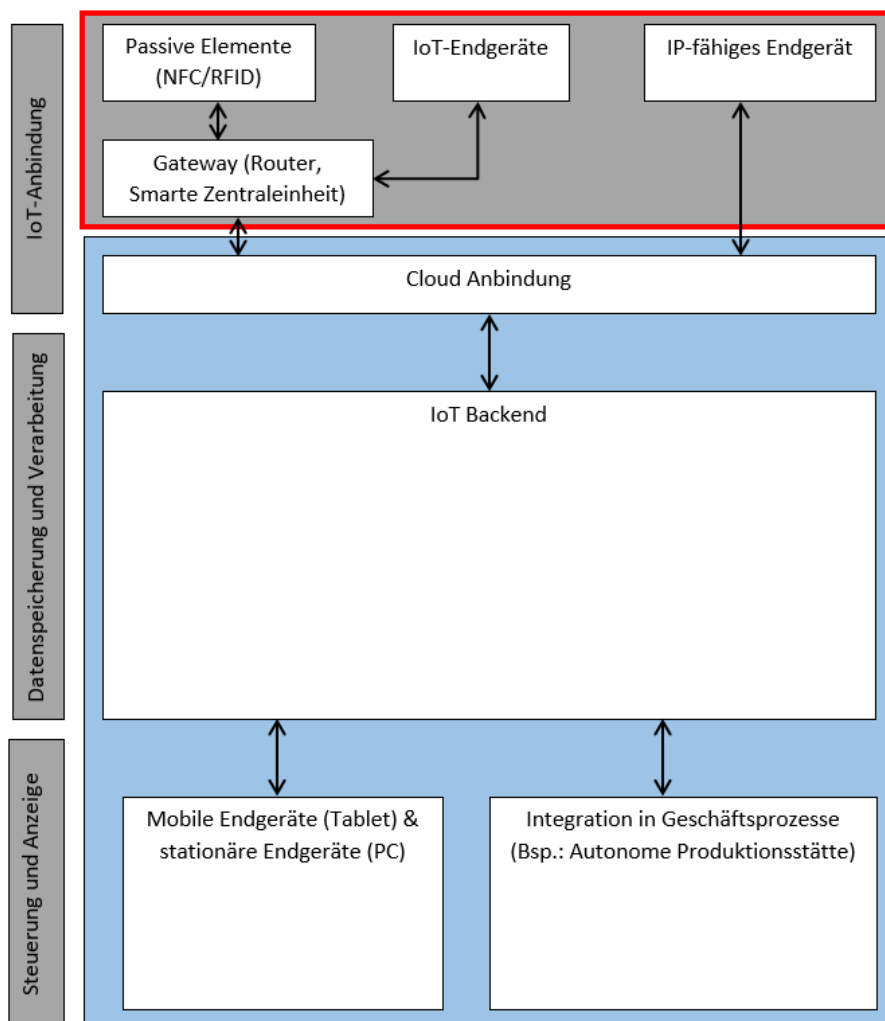 IoT-Anbindung
Passive Elemente
(NFC/RFID)
IoT-Endgeräte
IP-fähiges Endgerät
Gateway (Router,
Smarte Zentraleinheit)
Cloud Anbindung
Datenspeicherung und Verarbeitung
IoT Backend
Steuerung und Anzeige
Mobile Endgeräte (Tablet) &
stationäre Endgeräte (PC)
Integration in Geschäftsprozesse
(Bsp.: Autonome Produktionsstätte)